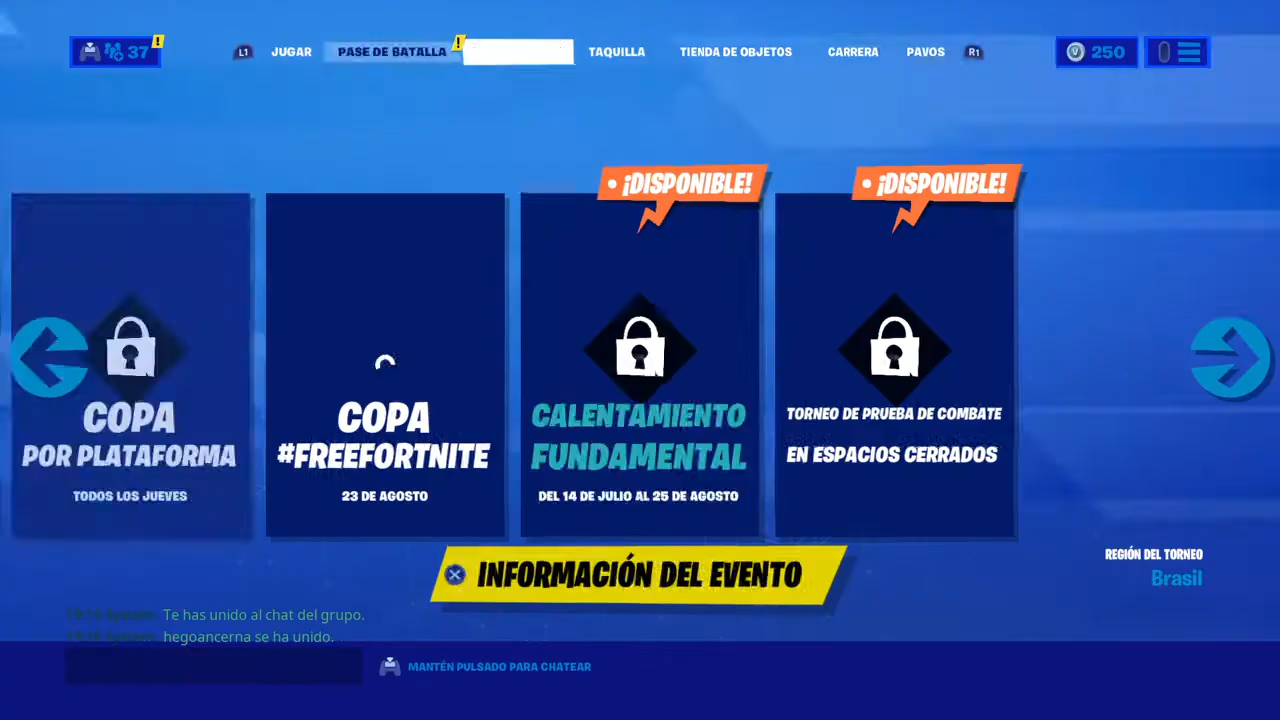 37
!
L1
JUGAR
PASE DE BATALLA
!
TAQUILLA
TIENDA DE OBJETOS
CARRERA
PAVOS
R1
V
250
¡DISPONIBLE!
¡DISPONIBLE!
COPA
POR PLATAFORMA
TODOS LOS JUEVES
COPA
#FREEFORTNITE
23 DE AGOSTO
CALENTAMIENTO
FUNDAMENTAL
DEL 14 DE JULIO AL 25 DE AGOSTO
TORNEO DE PRUEBA DE COMBATE
EN ESPACIOS CERRADOS
INFORMACIÓN DEL EVENTO
REGIÓN DEL TORNEO
Brasil
Te has unido al chat del grupo.
hegoancerna se ha unido.
MANTÉN PULSADO PARA CHATEAR